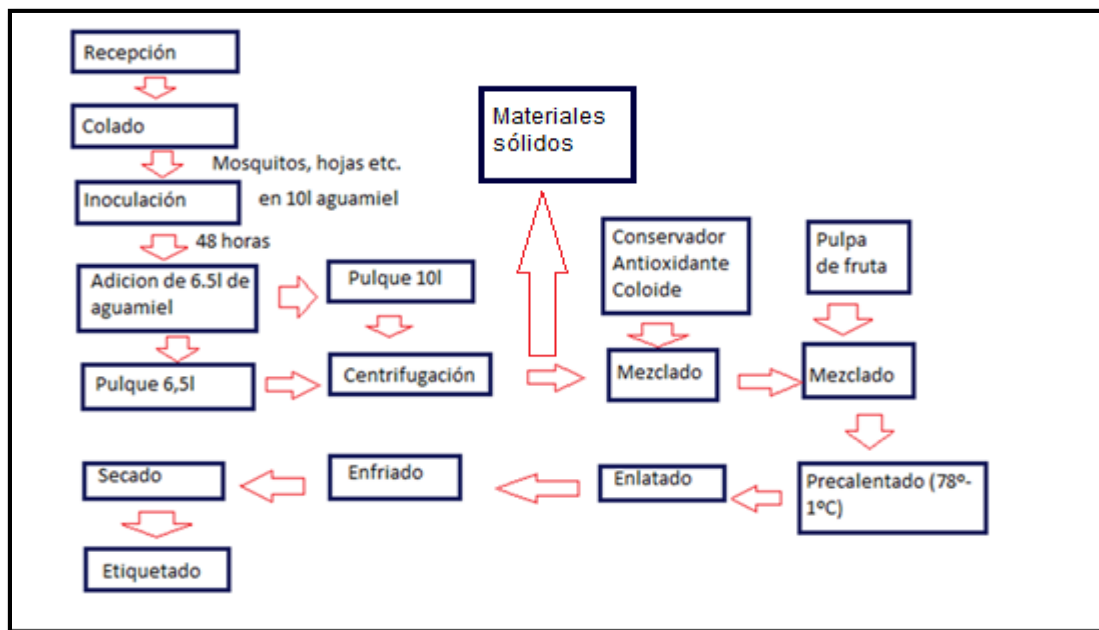 Recepción
Colado
Mosquitos, hojas etc.
Inoculación
en 10l aguamiel
48 horas
Adicion de 6.5l de
aguamiel
Pulque 10l
Pulque 6,5l
Centrifugación
Materiales
sólidos
Conservador
Antioxidante
Coloide
Mezclado
Pulpa
de fruta
Mezclado
Precalentado (78º-
1ºC)
Enlatado
Enfriado
Secado
Etiquetado